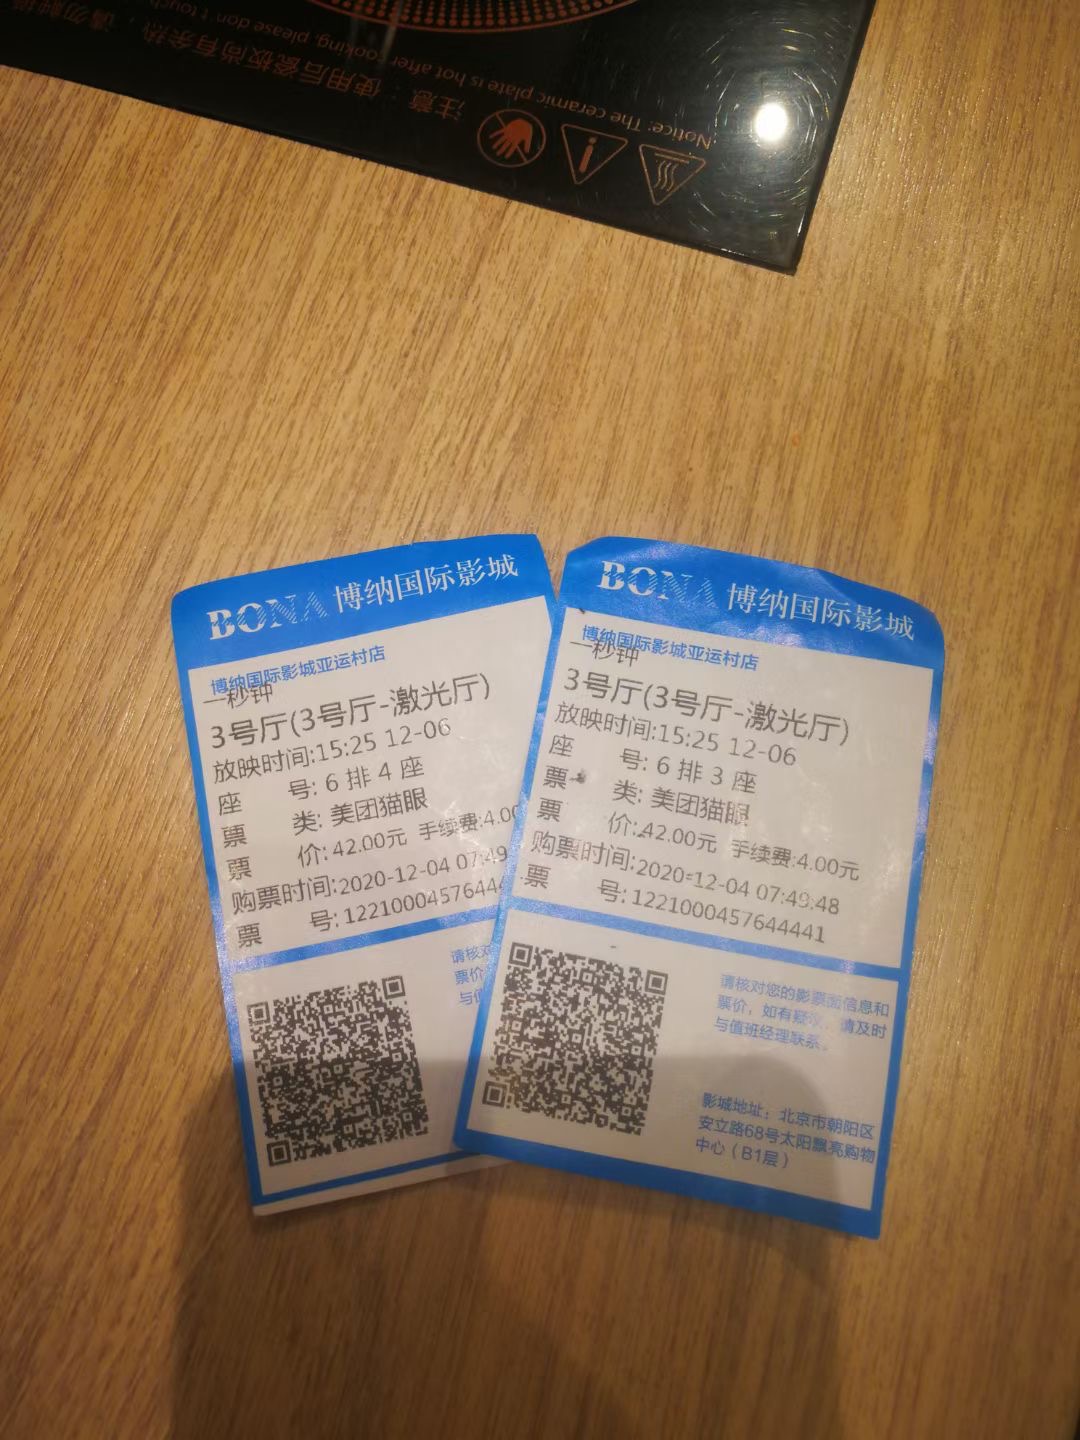 注意：使用后瓷板尚有余热，请勿触摸
Notice: The ceramic plate is hot after cooking, please don't touch
BONA 博纳国际影城
博纳国际影城亚运村店
一秒钟
3号厅(3号厅-激光厅)
放映时间:15:25 12-06
座 号: 6 排 4 座
票 类: 美团猫眼
票 价: 42.00元 手续费:4.00
购票时间:2020-12-04 07:49
票 号: 122100045764444
请核对
票价
与值
BONA 博纳国际影城
博纳国际影城亚运村店
一秒钟
3号厅(3号厅-激光厅)
放映时间:15:25 12-06
座 号: 6 排 3 座
票 类: 美团猫眼
票 价: 42.00元 手续费:4.00元
购票时间:2020-12-04 07:49:48
票 号: 1221000457644441
请核对您的影票面信息和
票价，如有疑议，请及时
与值班经理联系。
影城地址：北京市朝阳区
安立路68号太阳飘亮购物
中心（B1层）